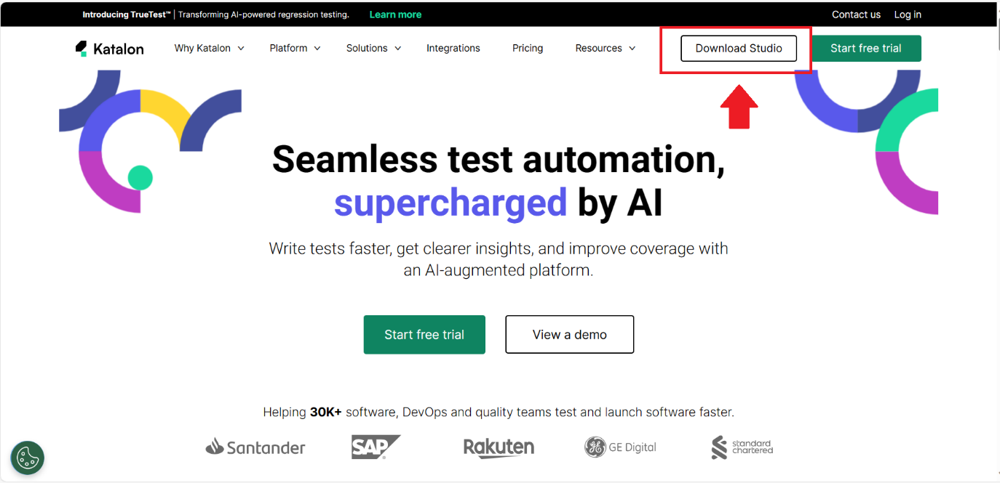 Introducing TrueTest™ | Transforming AI-powered regression testing. Learn more Contact us Log in
Katalon Why Katalon Platform Solutions Integrations Pricing Resources Download Studio Start free trial
Seamless test automation,
supercharged by AI
Write tests faster, get clearer insights, and improve coverage with
an AI-augmented platform.
Start free trial View a demo
Helping 30K+ software, DevOps and quality teams test and launch software faster.
Santander SAP® Rakuten GE Digital standard
chartered